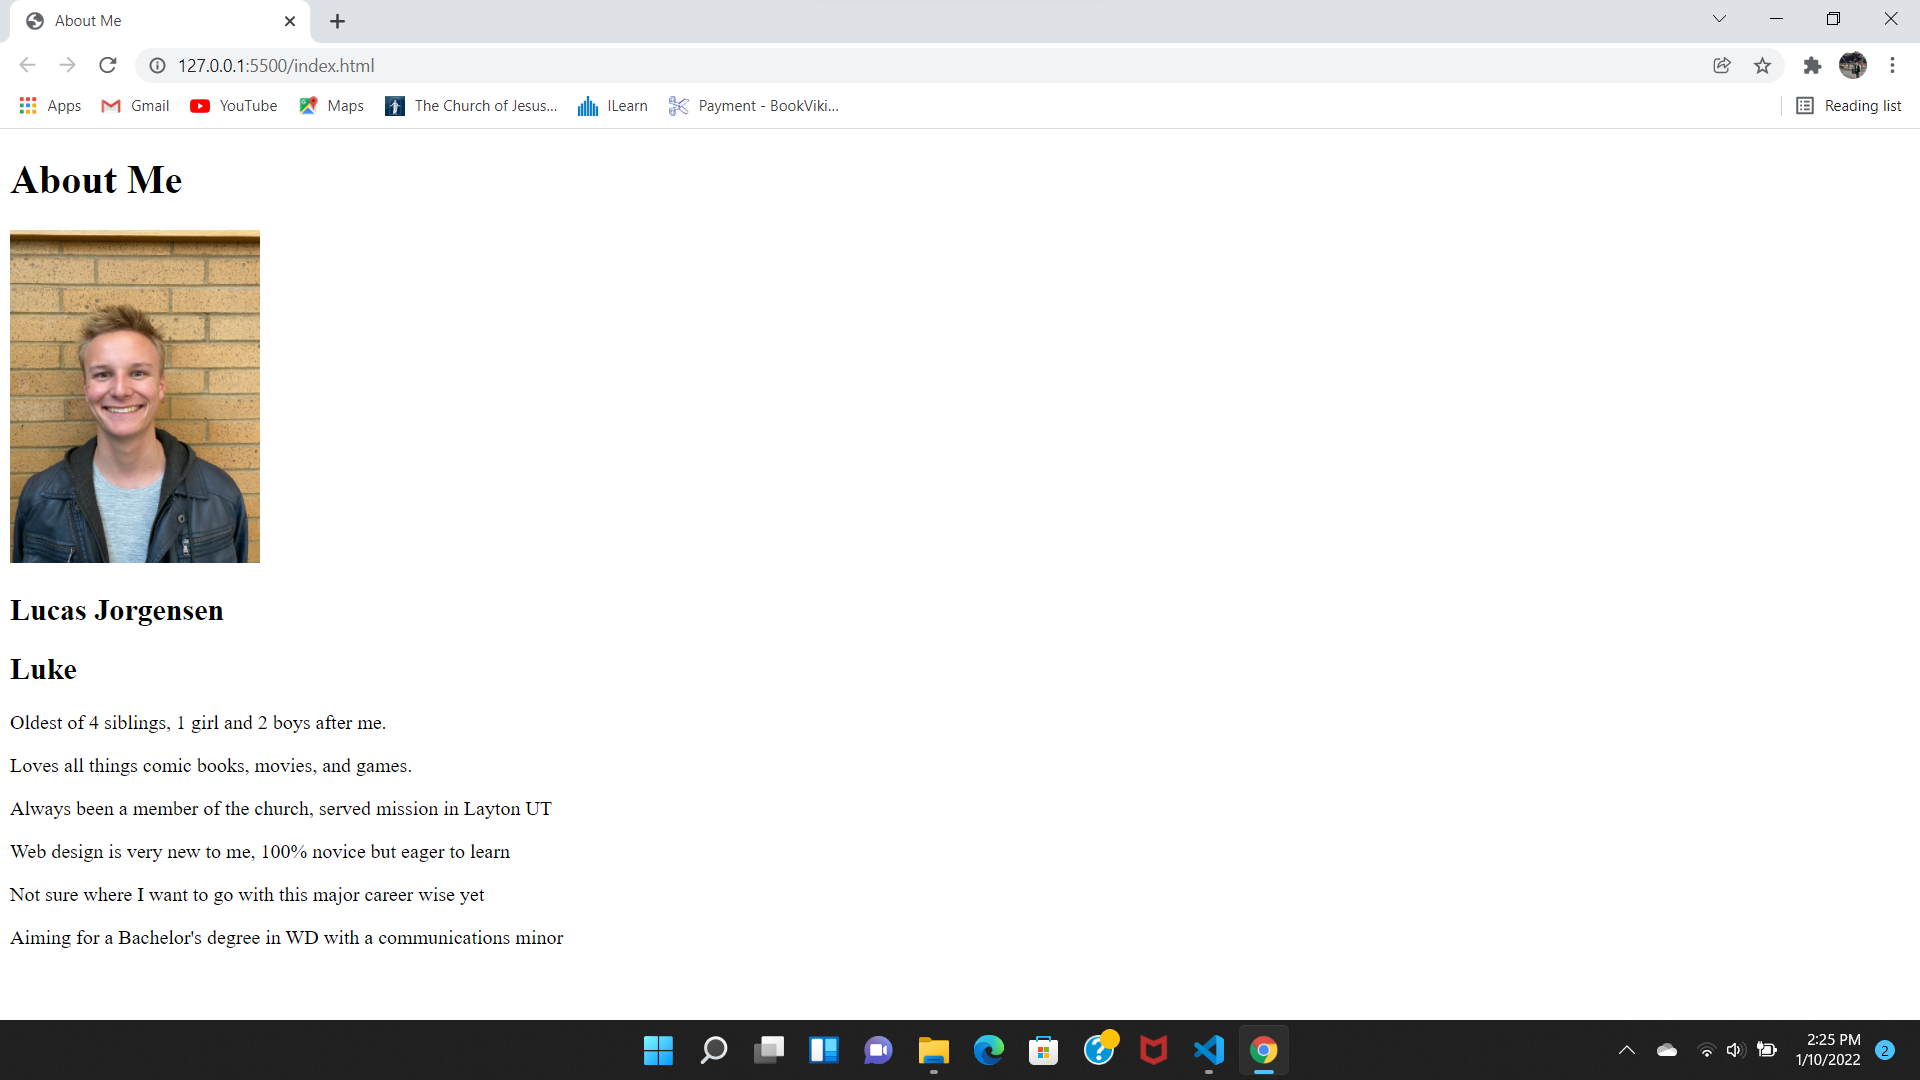 About Me
127.0.0.1:5500/index.html
Apps Gmail YouTube Maps The Church of Jesus... ILearn Payment - BookViki... Reading list
About Me
Lucas Jorgensen
Luke
Oldest of 4 siblings, 1 girl and 2 boys after me.
Loves all things comic books, movies, and games.
Always been a member of the church, served mission in Layton UT
Web design is very new to me, 100% novice but eager to learn
Not sure where I want to go with this major career wise yet
Aiming for a Bachelor's degree in WD with a communications minor
2:25 PM
1/10/2022
2